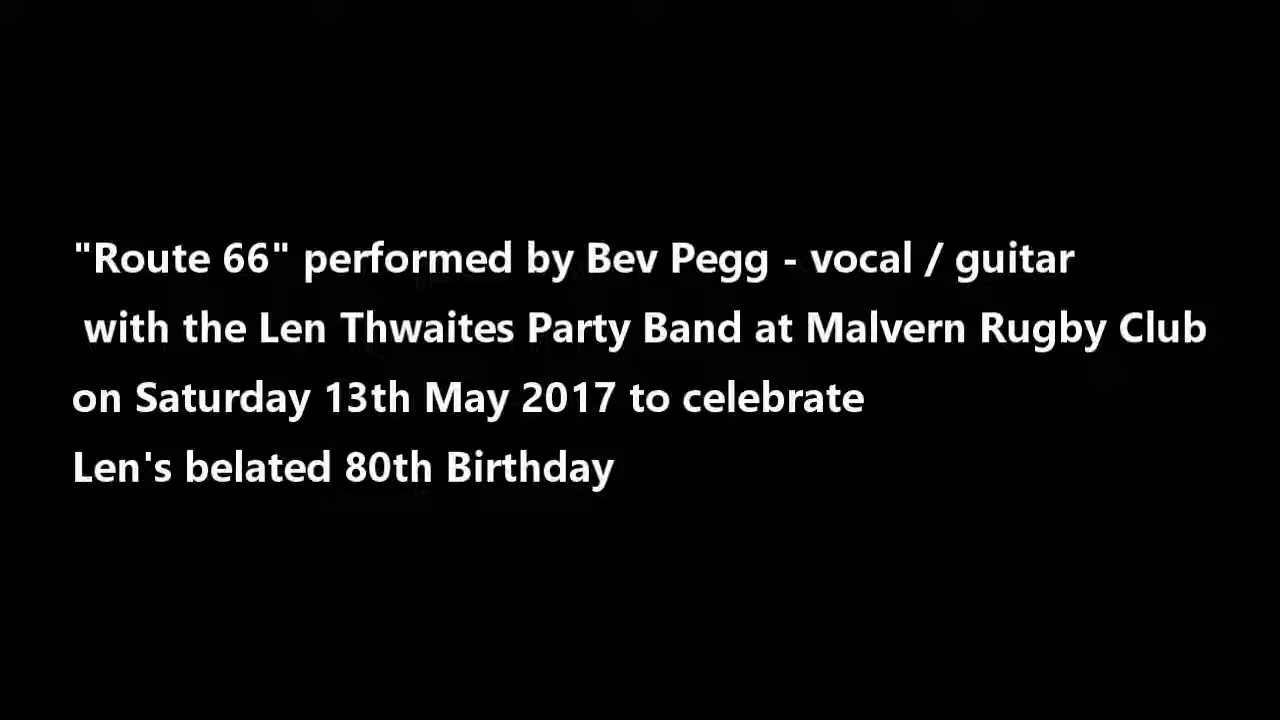 "Route 66" performed by Bev Pegg - vocal / guitar
with the Len Thwaites Party Band at Malvern Rugby Club
on Saturday 13th May 2017 to celebrate
Len's belated 80th Birthday